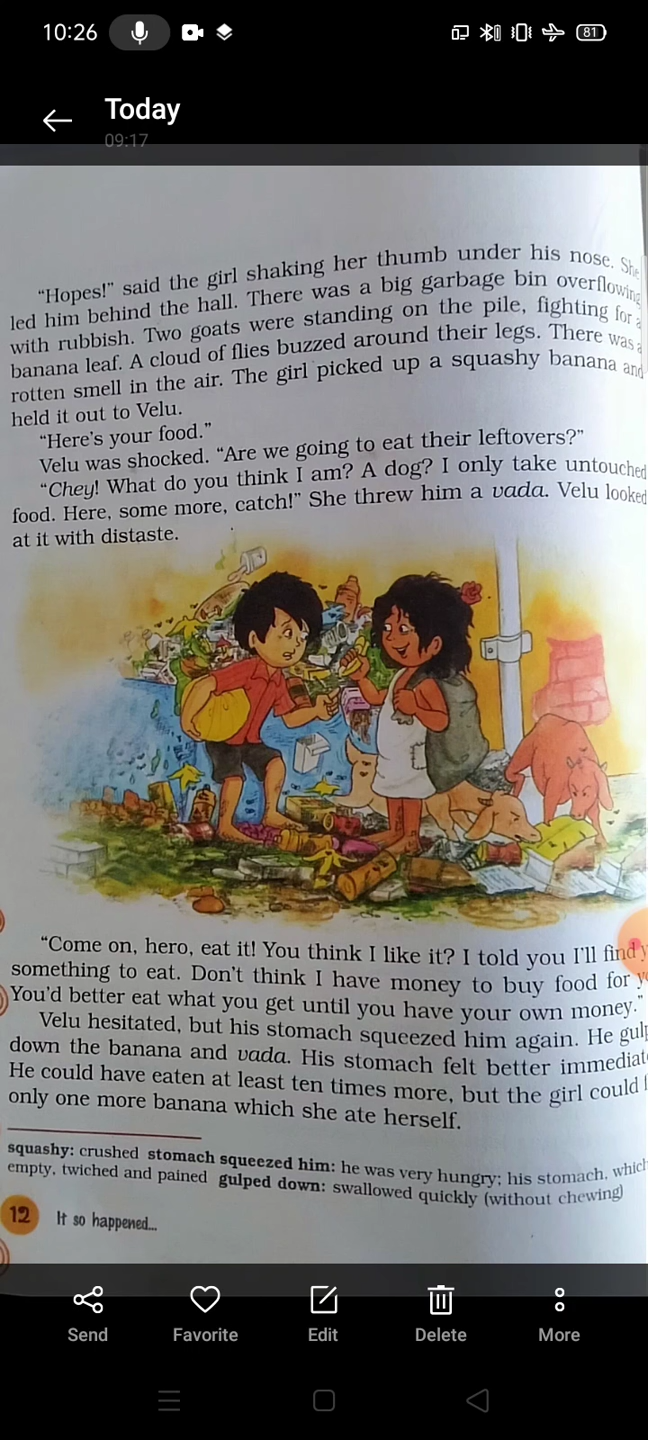 10:26
81
Today
09:17
“Hopes!” said the girl shaking her thumb under his nose. She
led him behind the hall. There was a big garbage bin overflowing
with rubbish. Two goats were standing on the pile, fighting for a
banana leaf. A cloud of flies buzzed around their legs. There was a
rotten smell in the air. The girl picked up a squashy banana and
held it out to Velu.
“Here’s your food.”
Velu was shocked. “Are we going to eat their leftovers?”
“Chey! What do you think I am? A dog? I only take untouched
food. Here, some more, catch!” She threw him a vada. Velu looked
at it with distaste.
“Come on, hero, eat it! You think I like it? I told you I’ll find
something to eat. Don’t think I have money to buy food for
You’d better eat what you get until you have your own money.”
Velu hesitated, but his stomach squeezed him again. He
down the banana and vada. His stomach felt better
He could have eaten at least ten times more, but the girl could
only one more banana which she ate herself.
squashy: crushed stomach squeezed him: he was very hungry; his stomach, which
empty, twiched and pained gulped down: swallowed quickly (without chewing)
12 It so happened...
Send Favorite Edit Delete More